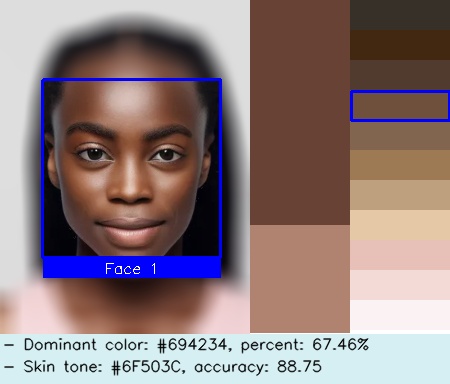 Face 1
- Dominant color: #694234, percent: 67.46%
- Skin tone: #6F503C, accuracy: 88.75